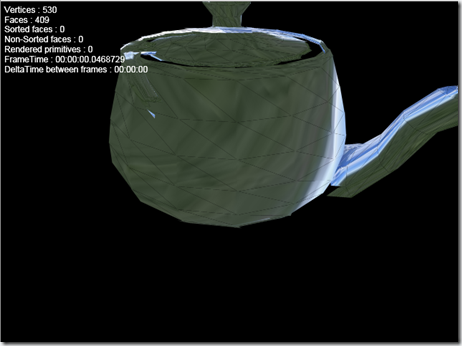 Vertices : 530
Faces : 409
Sorted faces : 0
Non-Sorted faces : 0
Rendered primitives : 0
FrameTime : 00:00:00.0468729
DeltaTime between frames : 00:00:00